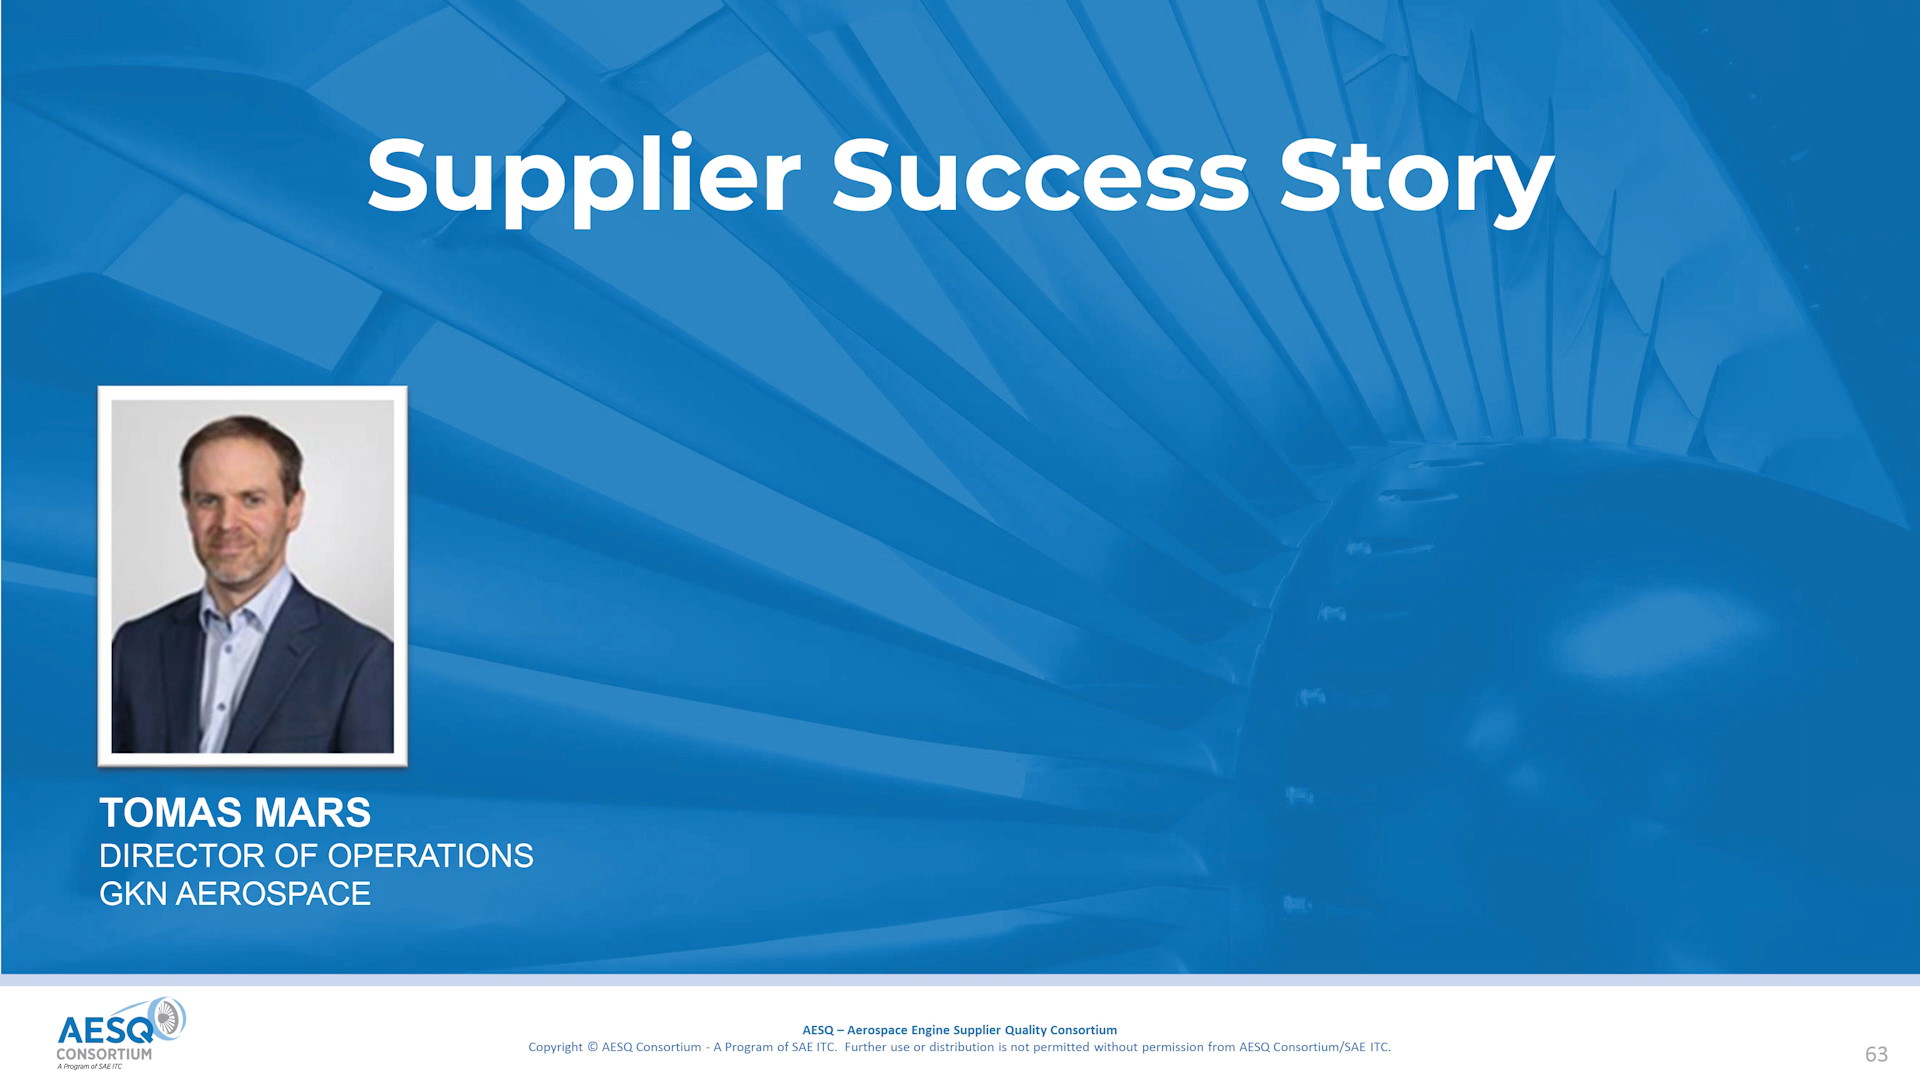 Supplier Success Story
TOMAS MARS
DIRECTOR OF OPERATIONS
GKN AEROSPACE
AESQ
CONSORTIUM
A Program of SAE ITC
AESQ – Aerospace Engine Supplier Quality Consortium
Copyright © AESQ Consortium - A Program of SAE ITC.  Further use or distribution is not permitted without permission from AESQ Consortium/SAE ITC.
63